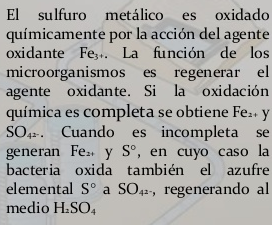 El sulfuro metálico es oxidado
químicamente por la acción del agente
oxidante Fe₃₊. La función de los
microorganismos es regenerar el
agente oxidante. Si la oxidación
química es completa se obtiene Fe₂₊ y
SO₄₂₋. Cuando es incompleta se
generan Fe₂₊ y S°, en cuyo caso la
bacteria oxida también el azufre
elemental S° a SO₄₂₋, regenerando al
medio H₂SO₄